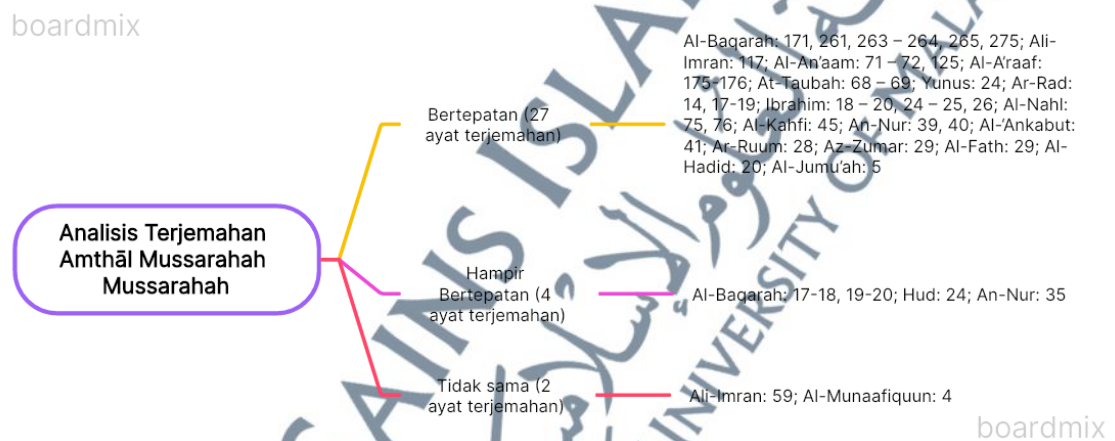 boardmix
Al-Baqarah: 171, 261, 263 – 264, 265, 275; Ali-
Imran: 117; Al-An’aam: 71 – 72, 125; Al-A’raaf:
175-176; At-Taubah: 68 – 69; Yunus: 24; Ar-Rad:
14, 17-19; Ibrahim: 18 – 20, 24 – 25, 26; Al-Nahl:
75, 76; Al-Kahfi: 45; An-Nur: 39, 40; Al-‘Ankabut:
41; Ar-Ruum: 28; Az-Zumar: 29; Al-Fath: 29; Al-
Hadid: 20; Al-Jumu’ah: 5
Bertepatan (27
ayat terjemahan)
Analisis Terjemahan
Amthāl Mussarahah
Mussarahah
Hampir
Bertepatan (4
ayat terjemahan)
Al-Baqarah: 17-18, 19-20; Hud: 24; An-Nur: 35
Tidak sama (2
ayat terjemahan)
Ali-Imran: 59; Al-Munaafiquun: 4
boardmix
SAINS ISLAM
UNIVERSITY OF MALA